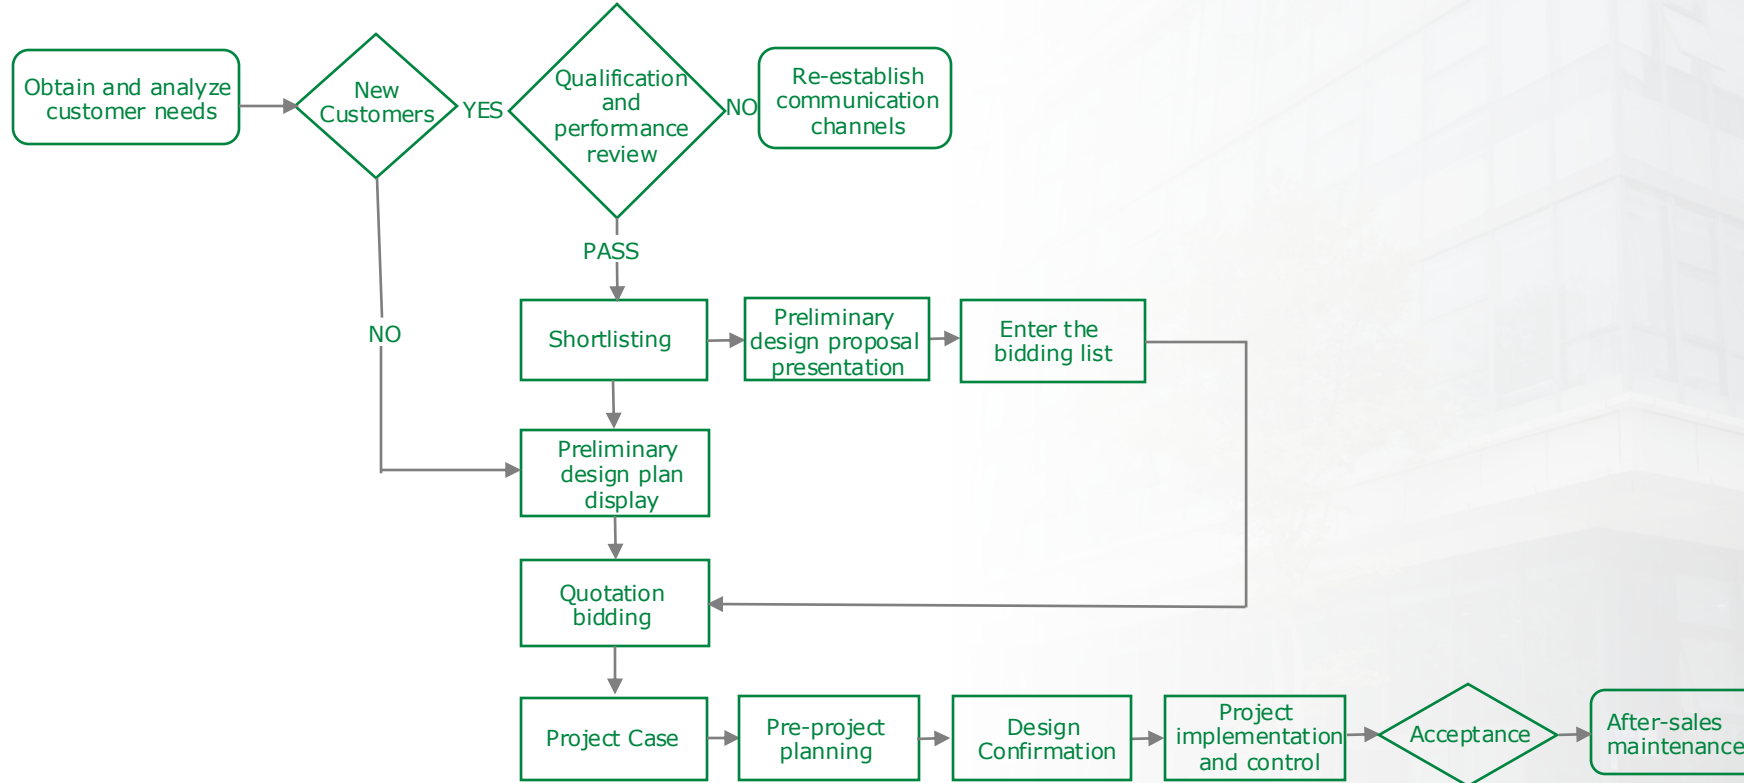 Obtain and analyze
customer needs
New
Customers
YES
Qualification
and
performance
review
NO
Re-establish
communication
channels
PASS
NO
Shortlisting
Preliminary
design proposal
presentation
Enter the
bidding list
Preliminary
design plan
display
Quotation
bidding
Project Case
Pre-project
planning
Design
Confirmation
Project
implementation
and control
Acceptance
After-sales
maintenance